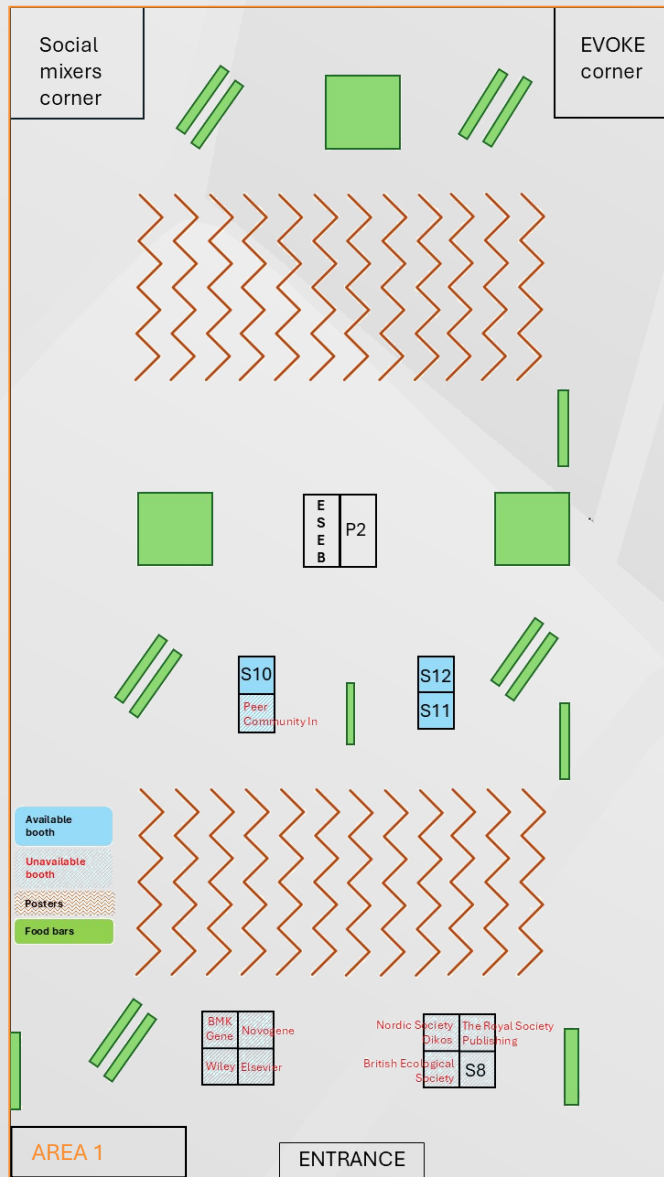 Social
mixers
corner
EVOKE
corner
E
S
E
B
P2
S10
Peer
Community In
S12
S11
Available
booth
Unavailable
booth
Posters
Food bars
BMK
Gene
Novogene
Wiley
Elsevier
Nordic Society
Oikos
The Royal Society
Publishing
British Ecological
Society
S8
AREA 1
ENTRANCE